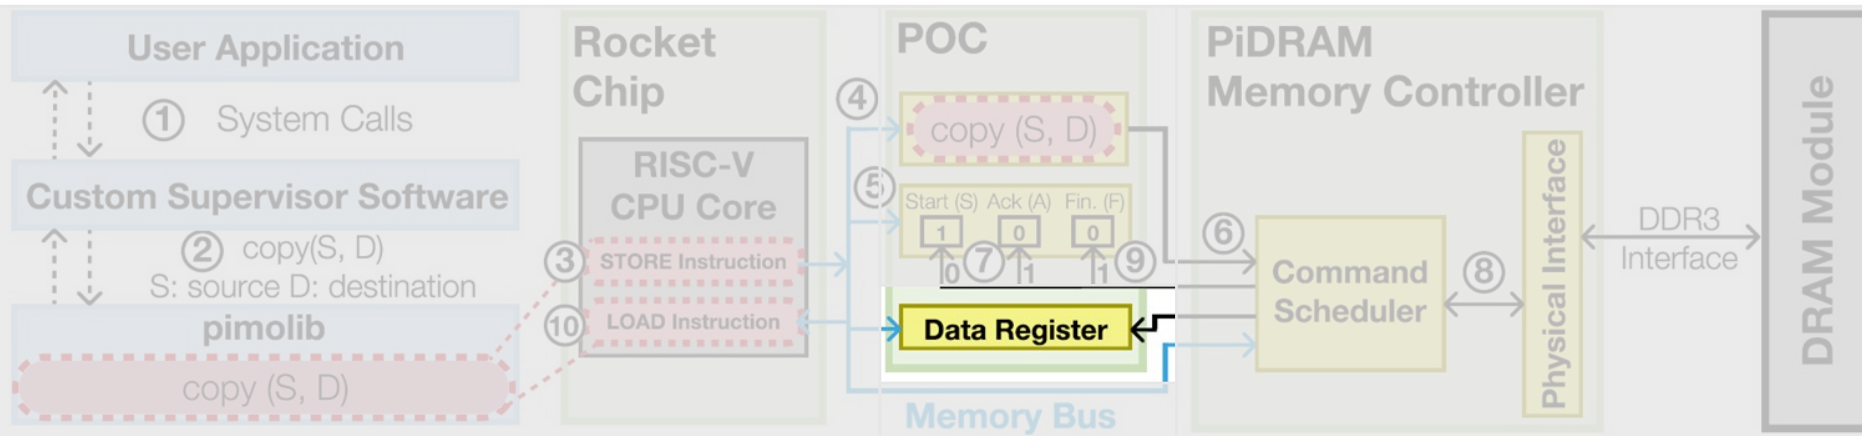 User Application
① System Calls
Custom Supervisor Software
② copy(S, D)
S: source D: destination
pimolib
copy (S, D)
Rocket
Chip
RISC-V
CPU Core
③ STORE Instruction
⑩ LOAD Instruction
POC
④ copy (S, D)
⑤
Start (S) Ack (A) Fin. (F)
1 0 0
0 ⑦ 1 1 ⑨
Data Register
Memory Bus
PiDRAM
Memory Controller
⑥
Command
Scheduler
⑧
Physical Interface
DDR3
Interface
DRAM Module